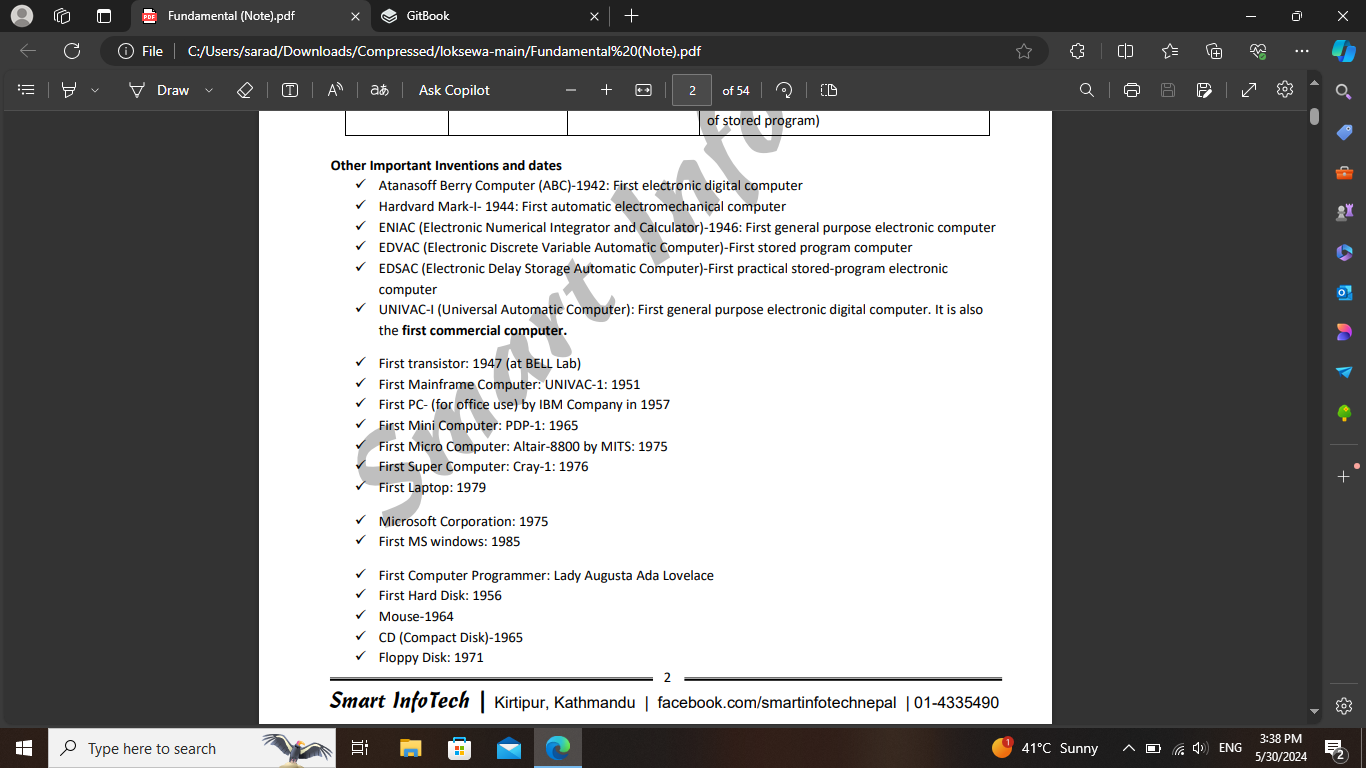 Fundamental (Note).pdf
GitBook
File
C:/Users/sarad/Downloads/Compressed/loksewa-main/Fundamental%20(Note).pdf
Draw
Ask Copilot
2
of 54
of stored program)
Other Important Inventions and dates
✓ Atanasoff Berry Computer (ABC)-1942: First electronic digital computer
✓ Hardvard Mark-I- 1944: First automatic electromechanical computer
✓ ENIAC (Electronic Numerical Integrator and Calculator)-1946: First general purpose electronic computer
✓ EDVAC (Electronic Discrete Variable Automatic Computer)-First stored program computer
✓ EDSAC (Electronic Delay Storage Automatic Computer)-First practical stored-program electronic
computer
✓ UNIVAC-I (Universal Automatic Computer): First general purpose electronic digital computer. It is also
the first commercial computer.
✓ First transistor: 1947 (at BELL Lab)
✓ First Mainframe Computer: UNIVAC-1: 1951
✓ First PC- (for office use) by IBM Company in 1957
✓ First Mini Computer: PDP-1: 1965
✓ First Micro Computer: Altair-8800 by MITS: 1975
✓ First Super Computer: Cray-1: 1976
✓ First Laptop: 1979
✓ Microsoft Corporation: 1975
✓ First MS windows: 1985
✓ First Computer Programmer: Lady Augusta Ada Lovelace
✓ First Hard Disk: 1956
✓ Mouse-1964
✓ CD (Compact Disk)-1965
✓ Floppy Disk: 1971
Smart Info
2
Smart InfoTech | Kirtipur, Kathmandu | facebook.com/smartinfotechnepal | 01-4335490
Type here to search
1
41°C Sunny
ENG
3:38 PM
5/30/2024
2